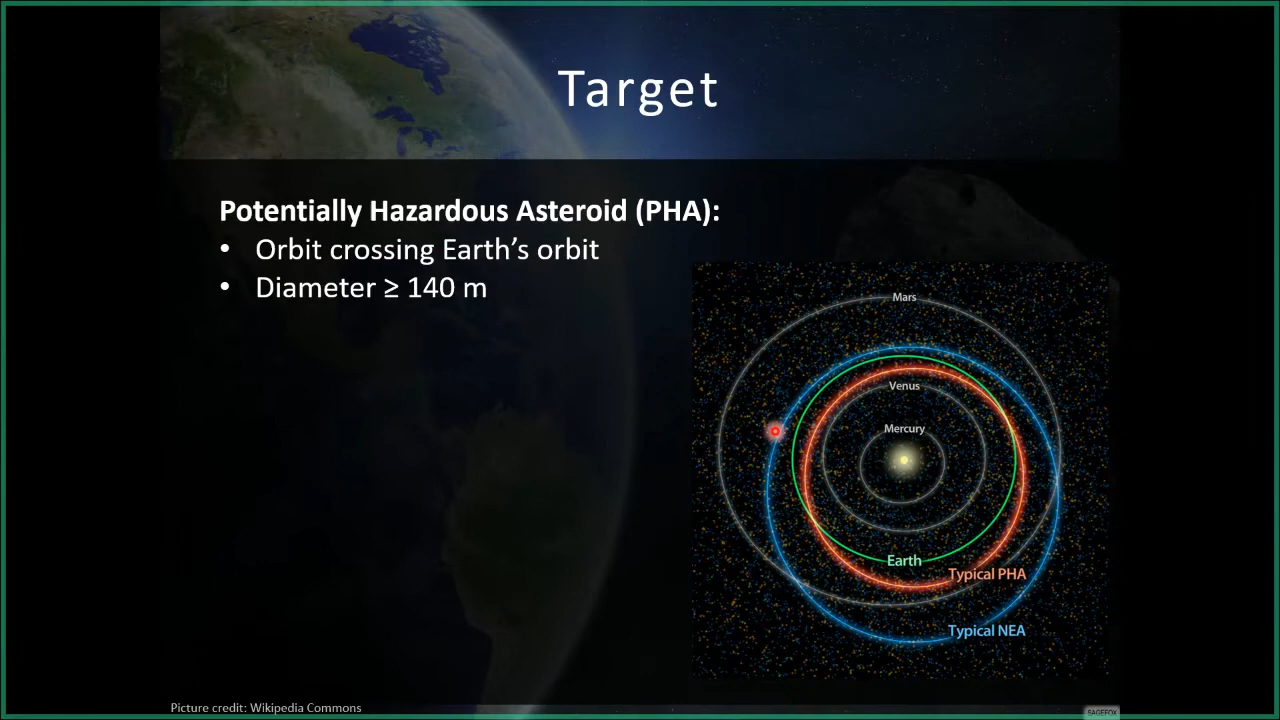 Target
Potentially Hazardous Asteroid (PHA):
• Orbit crossing Earth’s orbit
• Diameter ≥ 140 m
Mars
Venus
Mercury
Earth
Typical PHA
Typical NEA
Picture credit: Wikipedia Commons
SAGEFOX